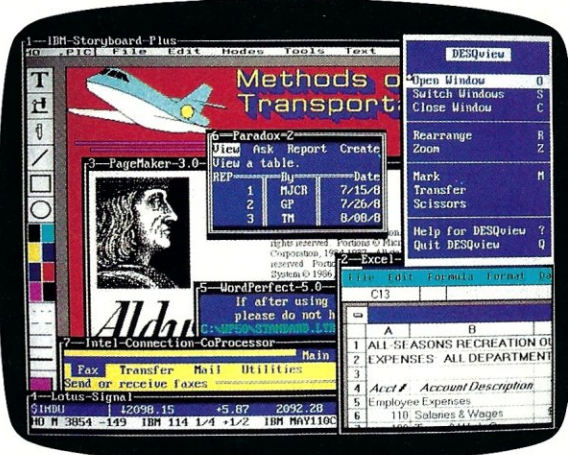 1—IBM-Storyboard-Plus
.PIC File Edit Modes Tools Text
T
Methods o
Transport
DESQview
Open Window O
Switch Windows S
Close Window C
Rearrange R
Zoom Z
Mark M
Transfer
Scissors
Help for DESQview ?
Quit DESQview Q
6—Paradox-2
View Ask Report Create
View a table.
REP By Date
1 MJCR 7/15/8
2 GP 7/26/8
3 TM 8/08/8
3—PageMaker-3.0
rights reserved. Portions © Micr
Corporation,
reserved.
System © 1986,
Aldu
5—WordPerfect-5.0
If after using
please do not h
C:\WP50\STANDARD.LTR
2—Excel
File Edit Formula Format Da
C13
A B
1 ALL-SEASONS RECREATION OU
2 EXPENSES: ALL DEPARTMENT
3
4 Acct # Account Description
5 Employee Expenses
6 110 Salaries & Wages
7—Intel-Connection-CoProcessor
Main
Fax Transfer Mail Utilities
Send or receive faxes
4—Lotus-Signal
$INDU ↓2098.15 +5.87 2092.28
HO M 3854 -149 IBM 114 1/4 +1/2 IBM MAY110C